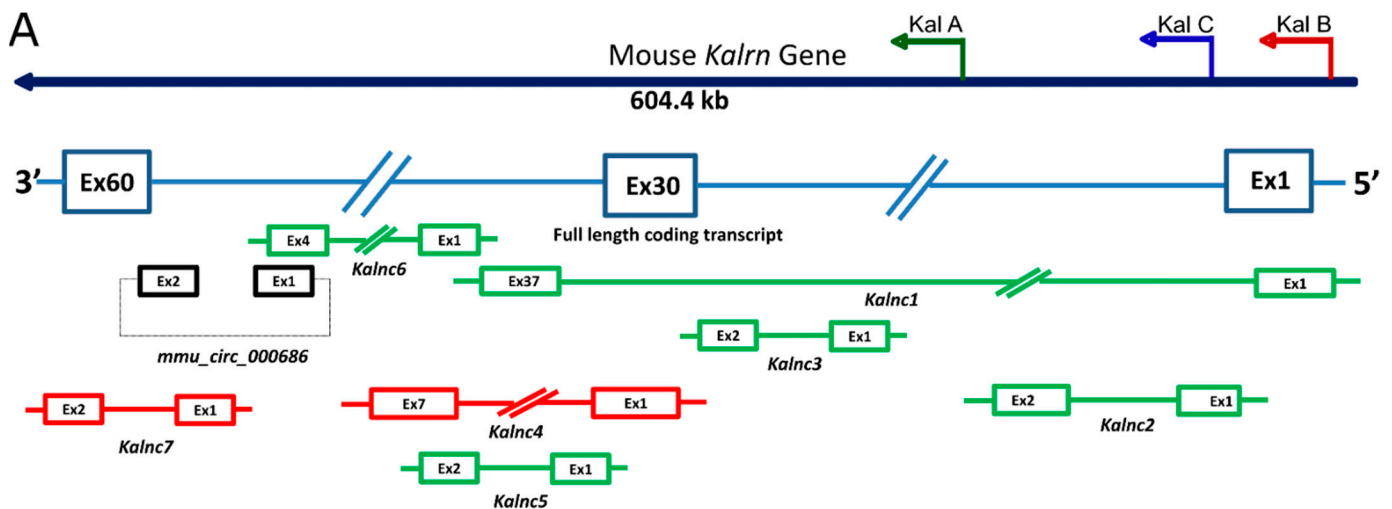 A
Kal A
Kal C
Kal B
Mouse Kalrn Gene
604.4 kb
3’
Ex60
Ex30
Ex1
5’
Full length coding transcript
Ex4
Ex1
Kalnc6
Ex2
Ex1
mmu_circ_000686
Ex37
Ex1
Kalnc1
Ex2
Ex1
Kalnc3
Ex2
Ex1
Kalnc7
Ex7
Ex1
Kalnc4
Ex2
Ex1
Kalnc2
Ex2
Ex1
Kalnc5